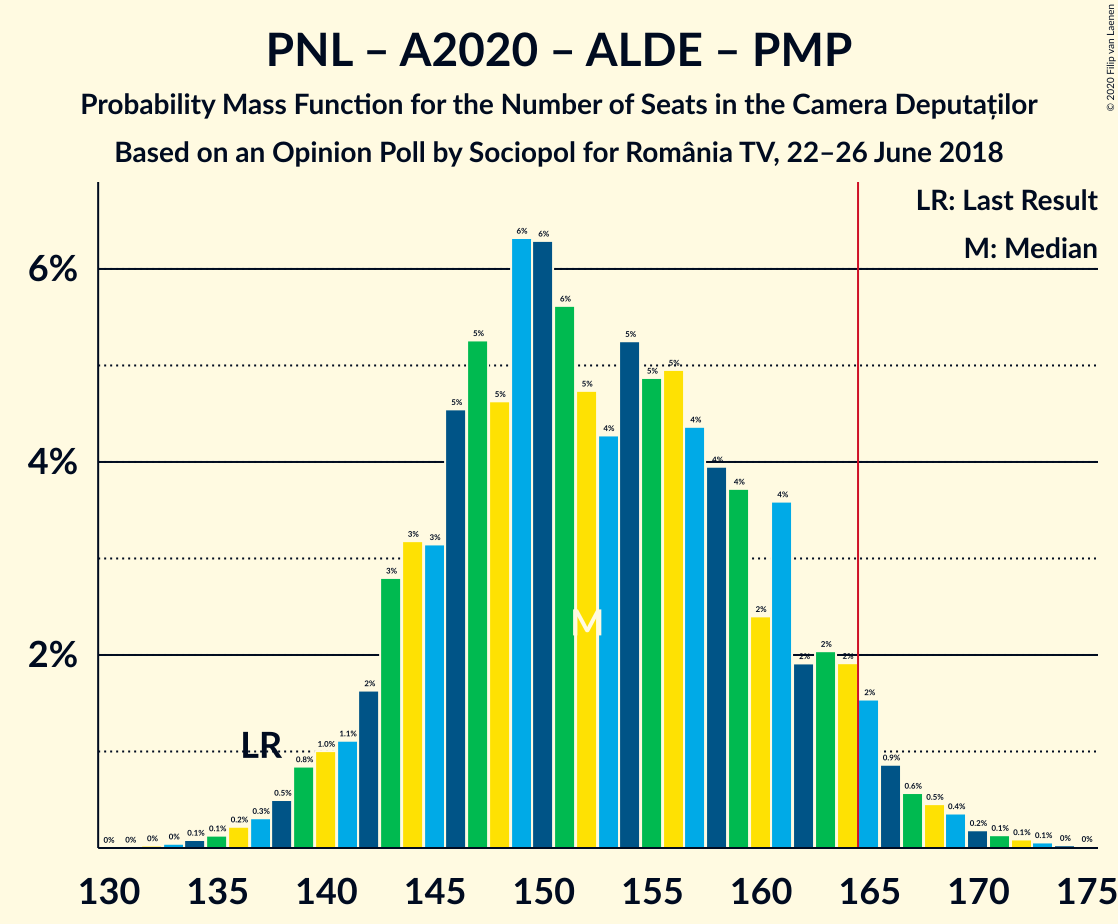 PNL – A2020 – ALDE – PMP
Probability Mass Function for the Number of Seats in the Camera Deputaților
Based on an Opinion Poll by Sociopol for România TV, 22–26 June 2018
© 2020 Filip van Laenen
LR: Last Result
M: Median
6%
4%
2%
0% 0% 0% 0% 0.1% 0.1% 0.2% 0.3% 0.5% 0.8% 1.0% 1.1% 2% 3% 3% 3% 5% 5% 5% 6% 6% 6% 5% 4% 5% 5% 5% 4% 4% 4% 2% 4% 2% 2% 2% 2% 0.9% 0.6% 0.5% 0.4% 0.2% 0.1% 0.1% 0.1% 0% 0%
LR
M
130 135 140 145 150 155 160 165 170 175